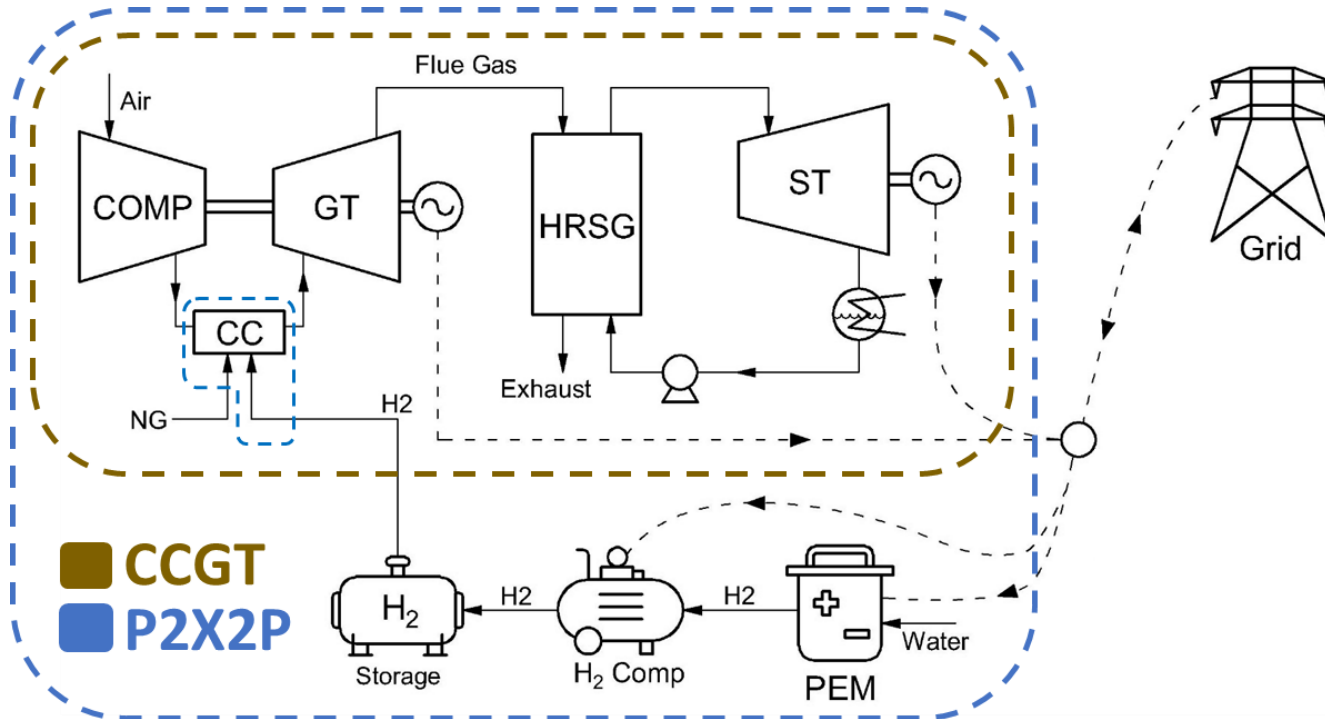 Flue Gas
Air
COMP
GT
HRSG
ST
Grid
CC
Exhaust
NG
H2
CCGT
P2X2P
H₂
Storage
H2
H₂ Comp
H2
PEM
Water